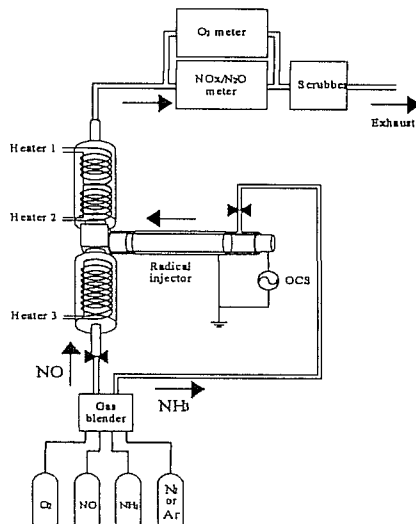 O₂ meter
NOx/N₂O
meter
Scrubber
Exhaust
Heater 1
Heater 2
Radical
injector
OCS
Heater 3
NO
NH₃
Gas
blender
O₂
NO
NH₃
N₂
or
Ar